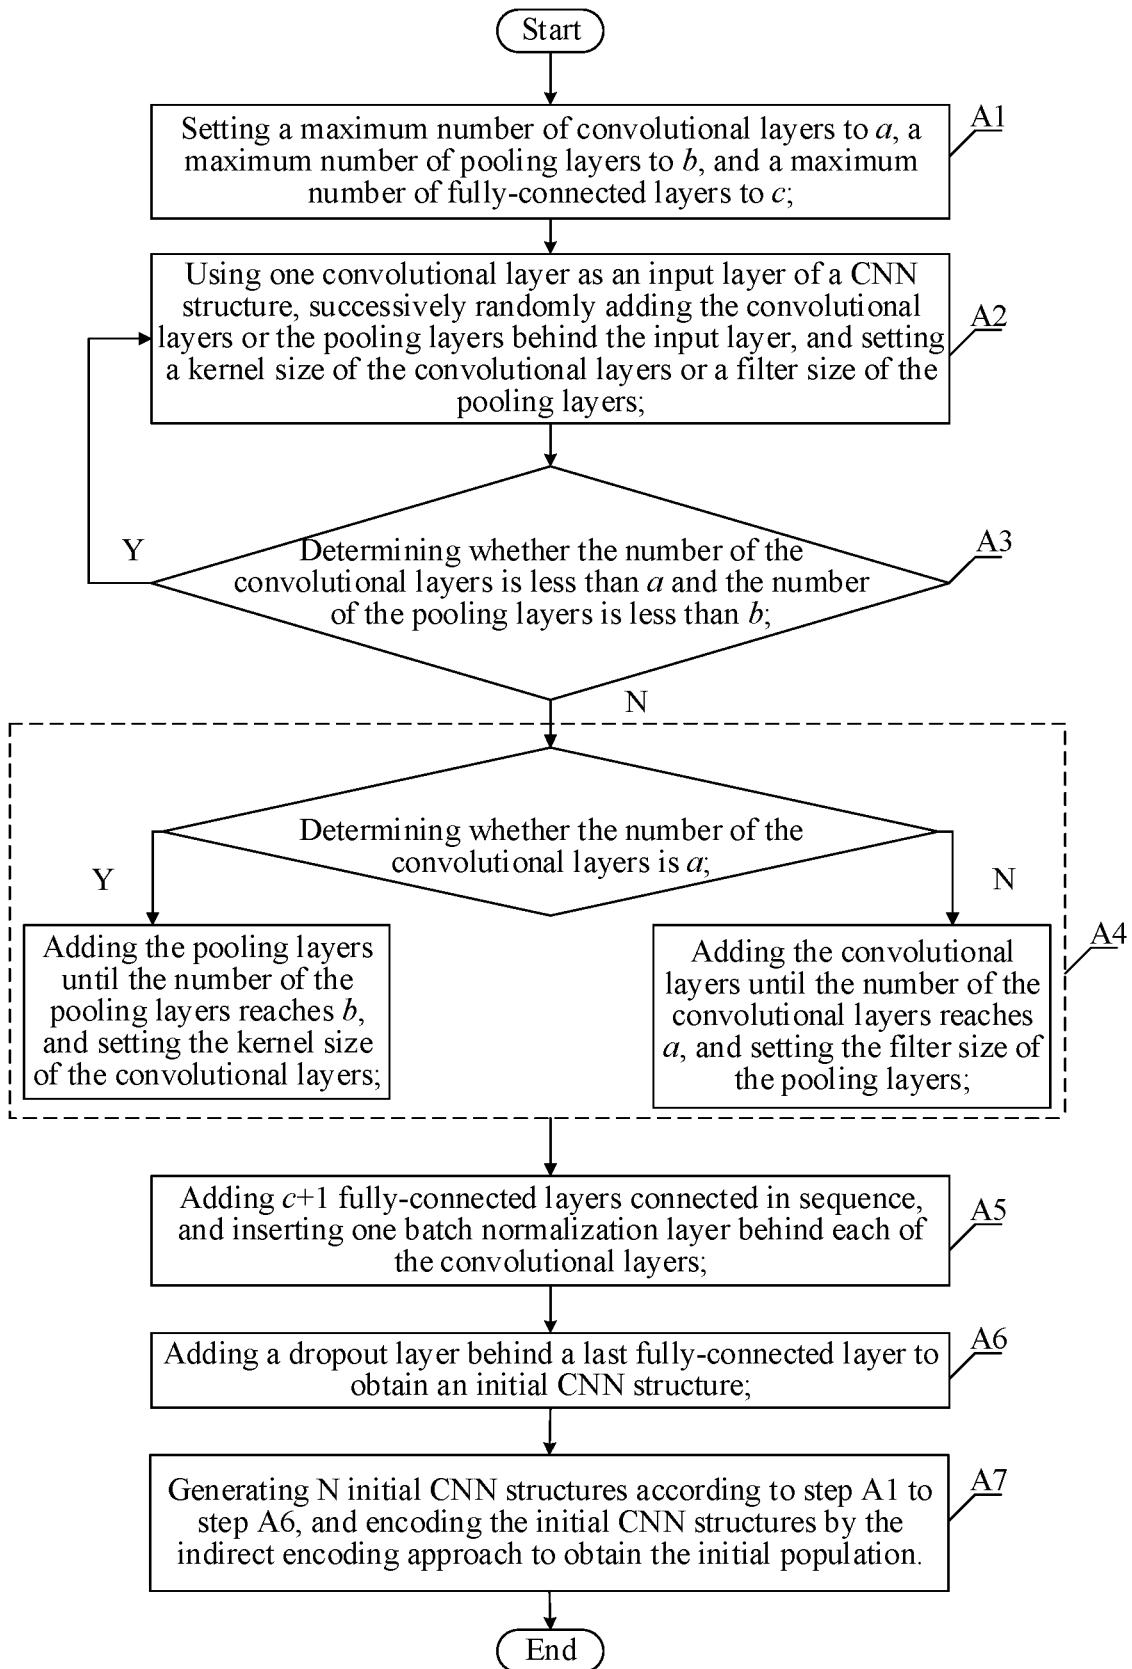 Start
Setting a maximum number of convolutional layers to a, a
maximum number of pooling layers to b, and a maximum
number of fully-connected layers to c;
A1
Using one convolutional layer as an input layer of a CNN
structure, successively randomly adding the convolutional
layers or the pooling layers behind the input layer, and setting
a kernel size of the convolutional layers or a filter size of the
pooling layers;
A2
Y
Determining whether the number of the
convolutional layers is less than a and the number
of the pooling layers is less than b;
A3
N
Determining whether the number of the
convolutional layers is a;
Y
N
Adding the pooling layers
until the number of the
pooling layers reaches b,
and setting the kernel size
of the convolutional layers;
Adding the convolutional
layers until the number of the
convolutional layers reaches
a, and setting the filter size of
the pooling layers;
A4
Adding c+1 fully-connected layers connected in sequence,
and inserting one batch normalization layer behind each of
the convolutional layers;
A5
Adding a dropout layer behind a last fully-connected layer to
obtain an initial CNN structure;
A6
Generating N initial CNN structures according to step A1 to
step A6, and encoding the initial CNN structures by the
indirect encoding approach to obtain the initial population.
A7
End